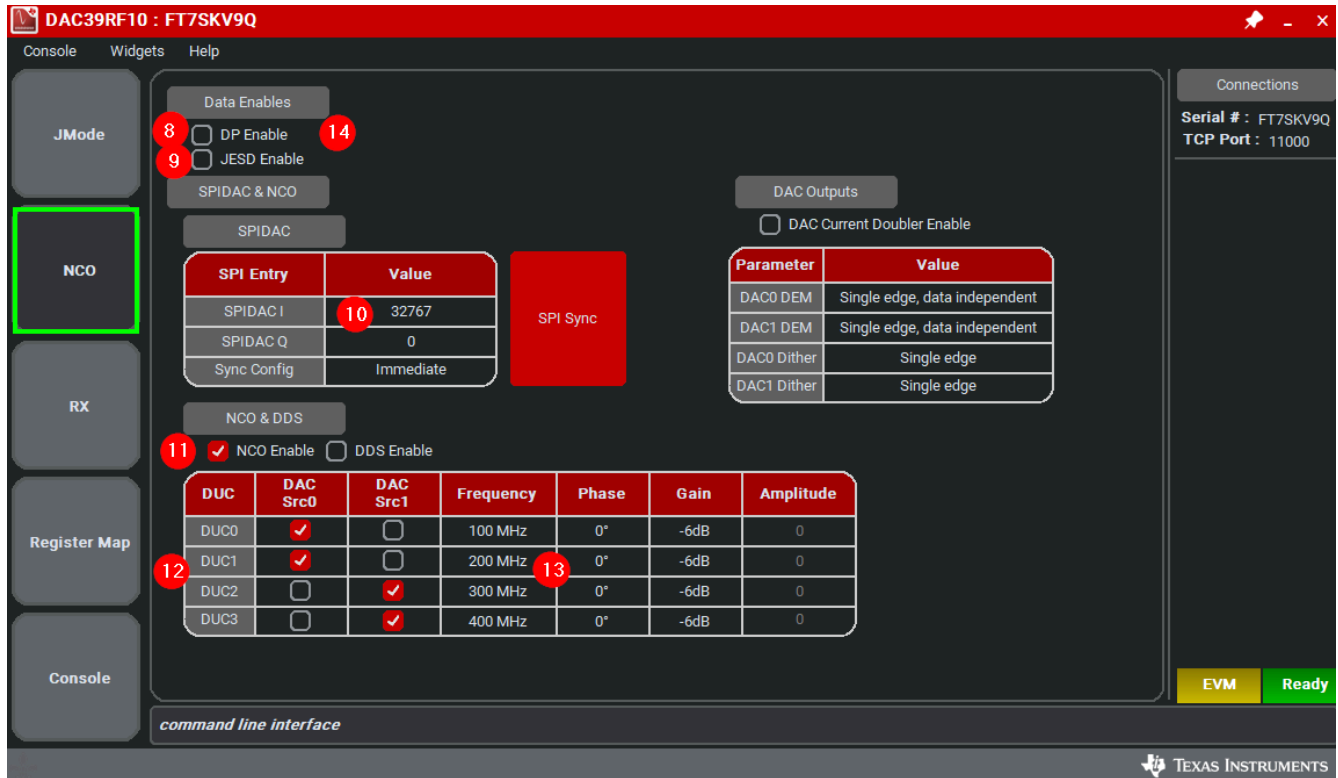 DAC39RF10 : FT7SKV9Q
Console Widgets Help
JMode
NCO
RX
Register Map
Console
Data Enables
8 DP Enable 14
9 JESD Enable
SPIDAC & NCO
SPIDAC
SPI Entry Value
SPIDAC I 10 32767
SPIDAC Q 0
Sync Config Immediate
SPI Sync
DAC Outputs
DAC Current Doubler Enable
Parameter Value
DAC0 DEM Single edge, data independent
DAC1 DEM Single edge, data independent
DAC0 Dither Single edge
DAC1 Dither Single edge
NCO & DDS
11 NCO Enable DDS Enable
DUC DAC Src0 DAC Src1 Frequency Phase Gain Amplitude
DUC0 100 MHz 0° -6dB 0
12 DUC1 200 MHz 13 0° -6dB 0
DUC2 300 MHz 0° -6dB 0
DUC3 400 MHz 0° -6dB 0
command line interface
Connections
Serial # : FT7SKV9Q
TCP Port : 11000
EVM Ready
TEXAS INSTRUMENTS